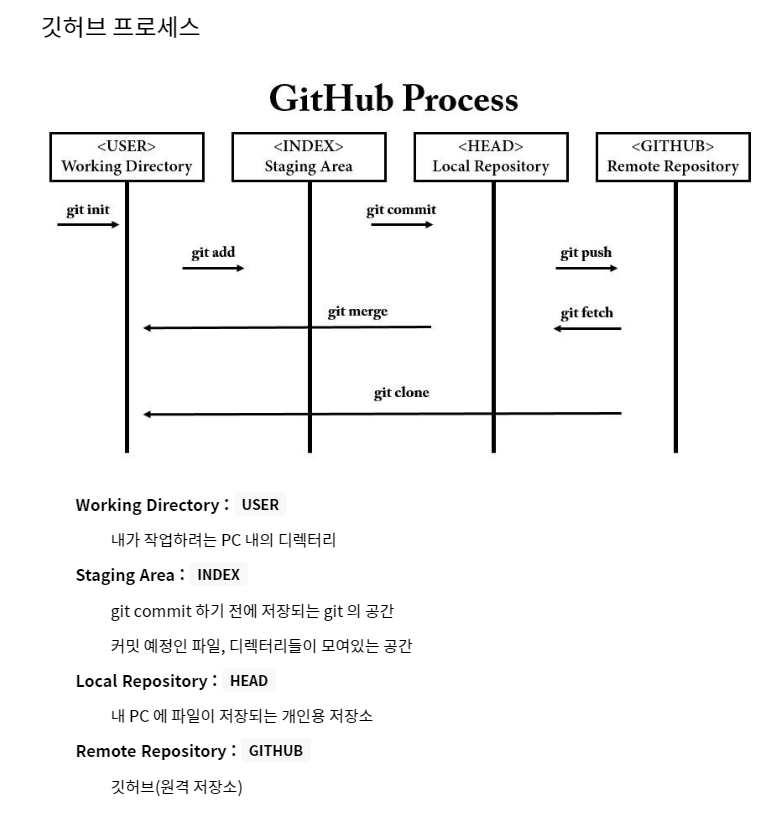 깃허브 프로세스
GitHub Process
<USER>
Working Directory
<INDEX>
Staging Area
<HEAD>
Local Repository
<GITHUB>
Remote Repository
git init
git commit
git add
git push
git merge
git fetch
git clone
Working Directory : USER
내가 작업하려는 PC 내의 디렉터리
Staging Area : INDEX
git commit 하기 전에 저장되는 git 의 공간
커밋 예정인 파일, 디렉터리들이 모여있는 공간
Local Repository : HEAD
내 PC 에 파일이 저장되는 개인용 저장소
Remote Repository : GITHUB
깃허브(원격 저장소)